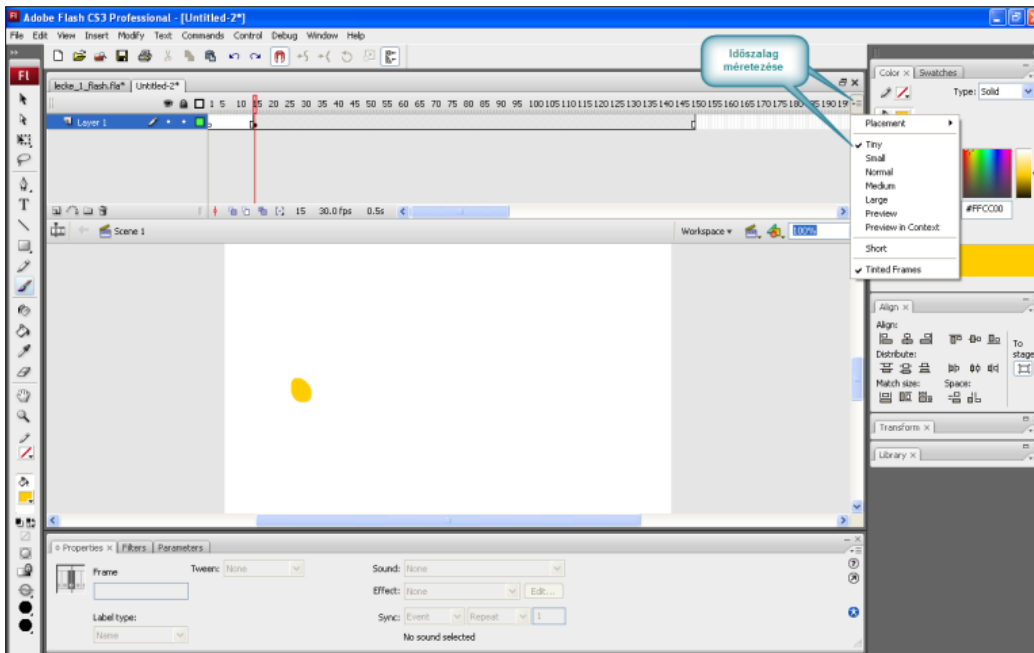 Adobe Flash CS3 Professional - [Untitled-2*]
File Edit View Insert Modify Text Commands Control Debug Window Help
Időszalag
méretezése
Fl
lecke_1_flash.fla* Untitled-2*
1 5 10 15 20 25 30 35 40 45 50 55 60 65 70 75 80 85 90 95 100 105 110 115 120 125 130 135 140 145 150 155 160 165 170 175 180 185 190 19
Layer 1
15 30.0 fps 0.5s
Scene 1
Workspace
100%
Color × Swatches
Type: Solid
#FFCC00
Placement
Tiny
Small
Normal
Medium
Large
Preview
Preview in Context
Short
Tinted Frames
Align ×
Align:
Distribute:
Match size: Space:
To
stage
Transform ×
Library ×
Properties × Filters Parameters
Frame
Tween: None
Sound: None
Effect: None Edit...
Label type:
Name
Sync: Event Repeat 1
No sound selected